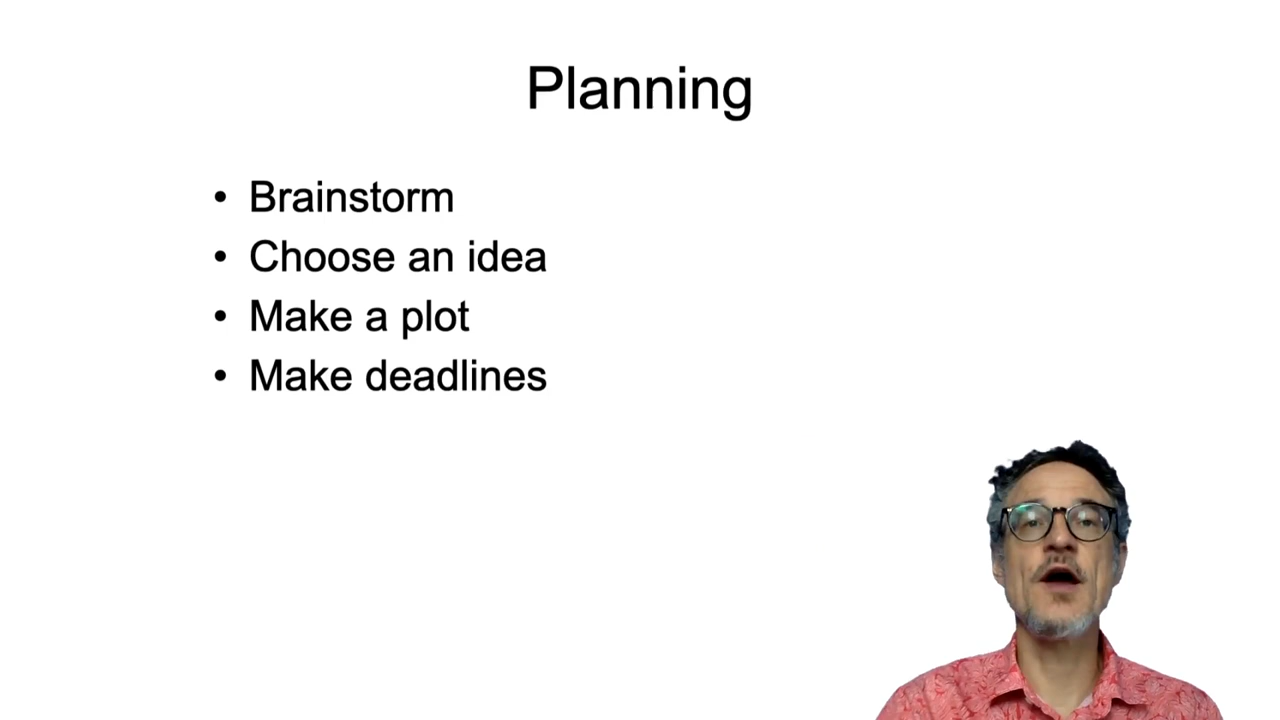 Planning
• Brainstorm
• Choose an idea
• Make a plot
• Make deadlines